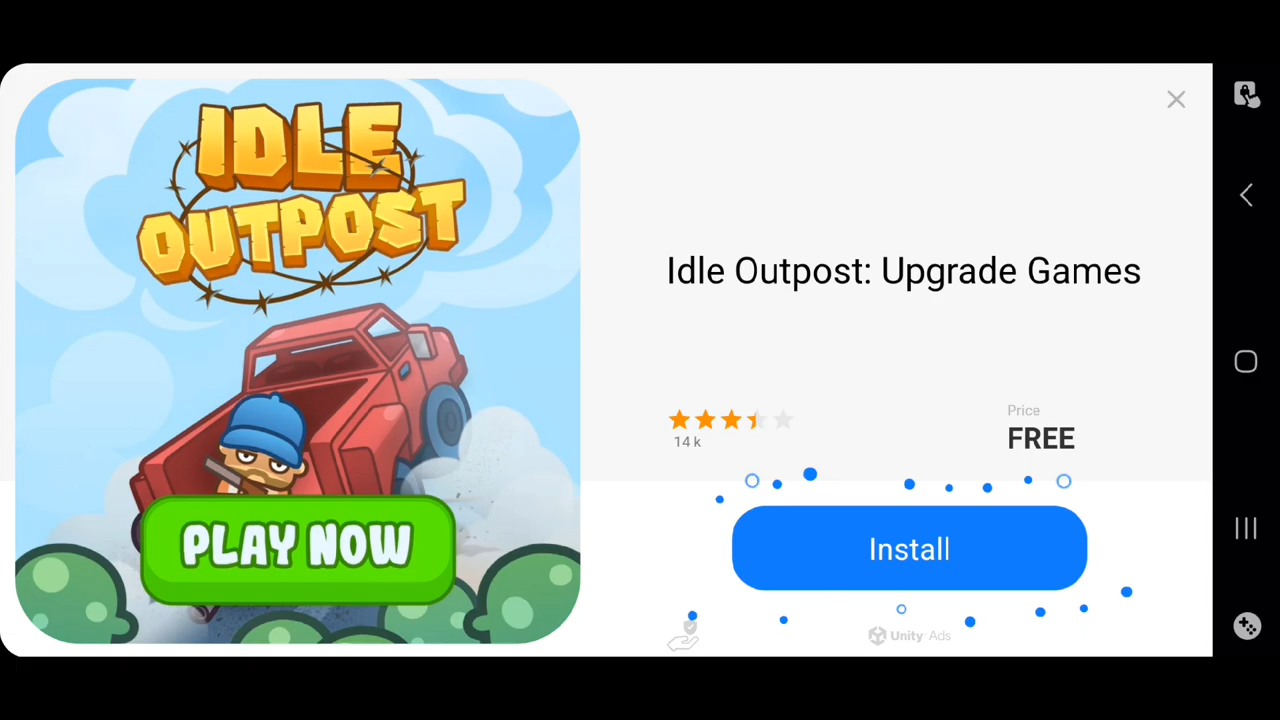 IDLE
OUTPOST
PLAY NOW
Idle Outpost: Upgrade Games
14 k
Price
FREE
Install
Unity Ads